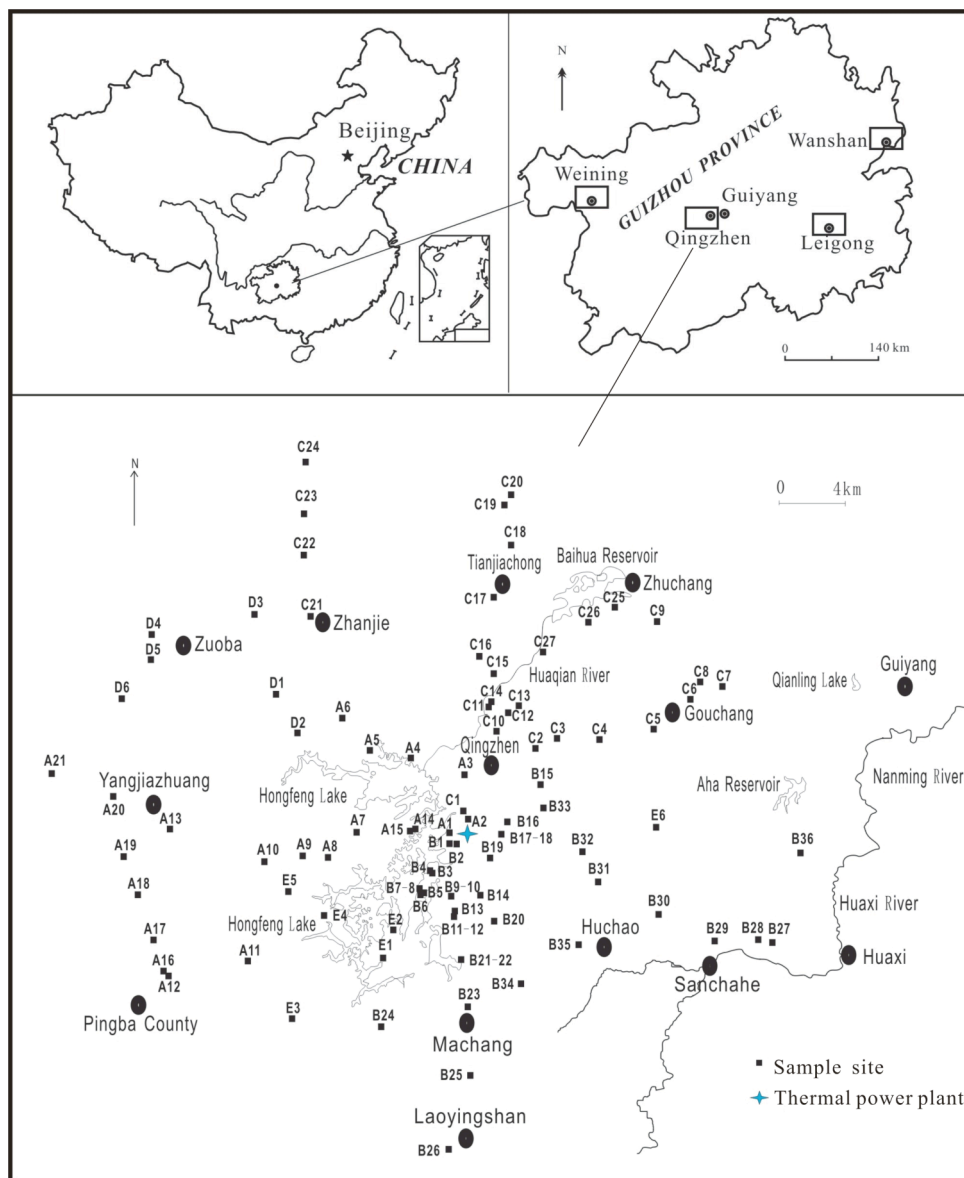 Beijing
CHINA
N
GUIZHOU PROVINCE
Wanshan
Weining
Guiyang
Qingzhen
Leigong
0 140 km
N
C24
C20
C23
C19
0 4km
C18
C22
Tianjiachong
Baihua Reservoir
Zhuchang
C17
C25
D3
C21
C26
C9
Zhanjie
D4
Zuoba
D5
C16
C27
C15
Huaqian River
C8
C7
Qianling Lake
Guiyang
D6
D1
C14
C13
C6
C11
C12
Gouchang
A6
C10
D2
C2
C3
C4
C5
A5
A4
Qingzhen
A21
A3
Nanming River
Yangjiazhuang
Hongfeng Lake
B15
Aha Reservoir
A20
C1
B33
A13
A7
A14
A15
A1
A2
B16
E6
B17-18
B1
B2
B32
B36
A19
A10
A9
A8
B19
B4
B3
B31
A18
E5
B7-8
B5
B9-10
B14
B6
Huaxi River
E4
B13
B30
Hongfeng Lake
E2
B20
B11-12
A17
A11
E1
B35
Huchao
B29
B28
B27
A16
B21-22
Huaxi
A12
Sanchahe
B34
Pingba County
E3
B24
B23
Machang
Sample site
B25
Thermal power plant
Laoyingshan
B26